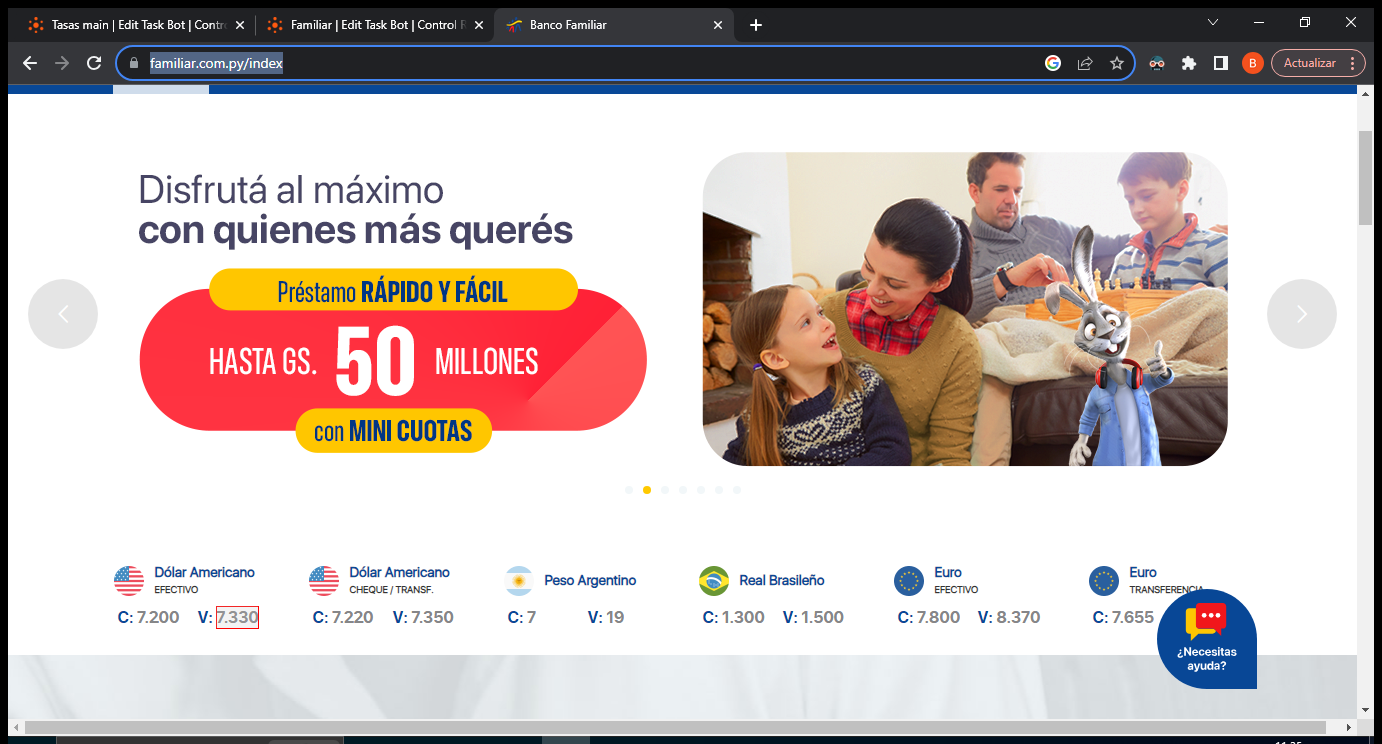 Tasas main | Edit Task Bot | Contro
Familiar | Edit Task Bot | Control R
Banco Familiar
familiar.com.py/index
B
Actualizar
Disfrutá al máximo
con quienes más querés
Préstamo RÁPIDO Y FÁCIL
HASTA GS. 50 MILLONES
con MINI CUOTAS
Dólar Americano
EFECTIVO
C: 7.200 V: 7.330
Dólar Americano
CHEQUE / TRANSF.
C: 7.220 V: 7.350
Peso Argentino
C: 7 V: 19
Real Brasileño
C: 1.300 V: 1.500
Euro
EFECTIVO
C: 7.800 V: 8.370
Euro
TRANSFERENCIA
C: 7.655
¿Necesitas
ayuda?